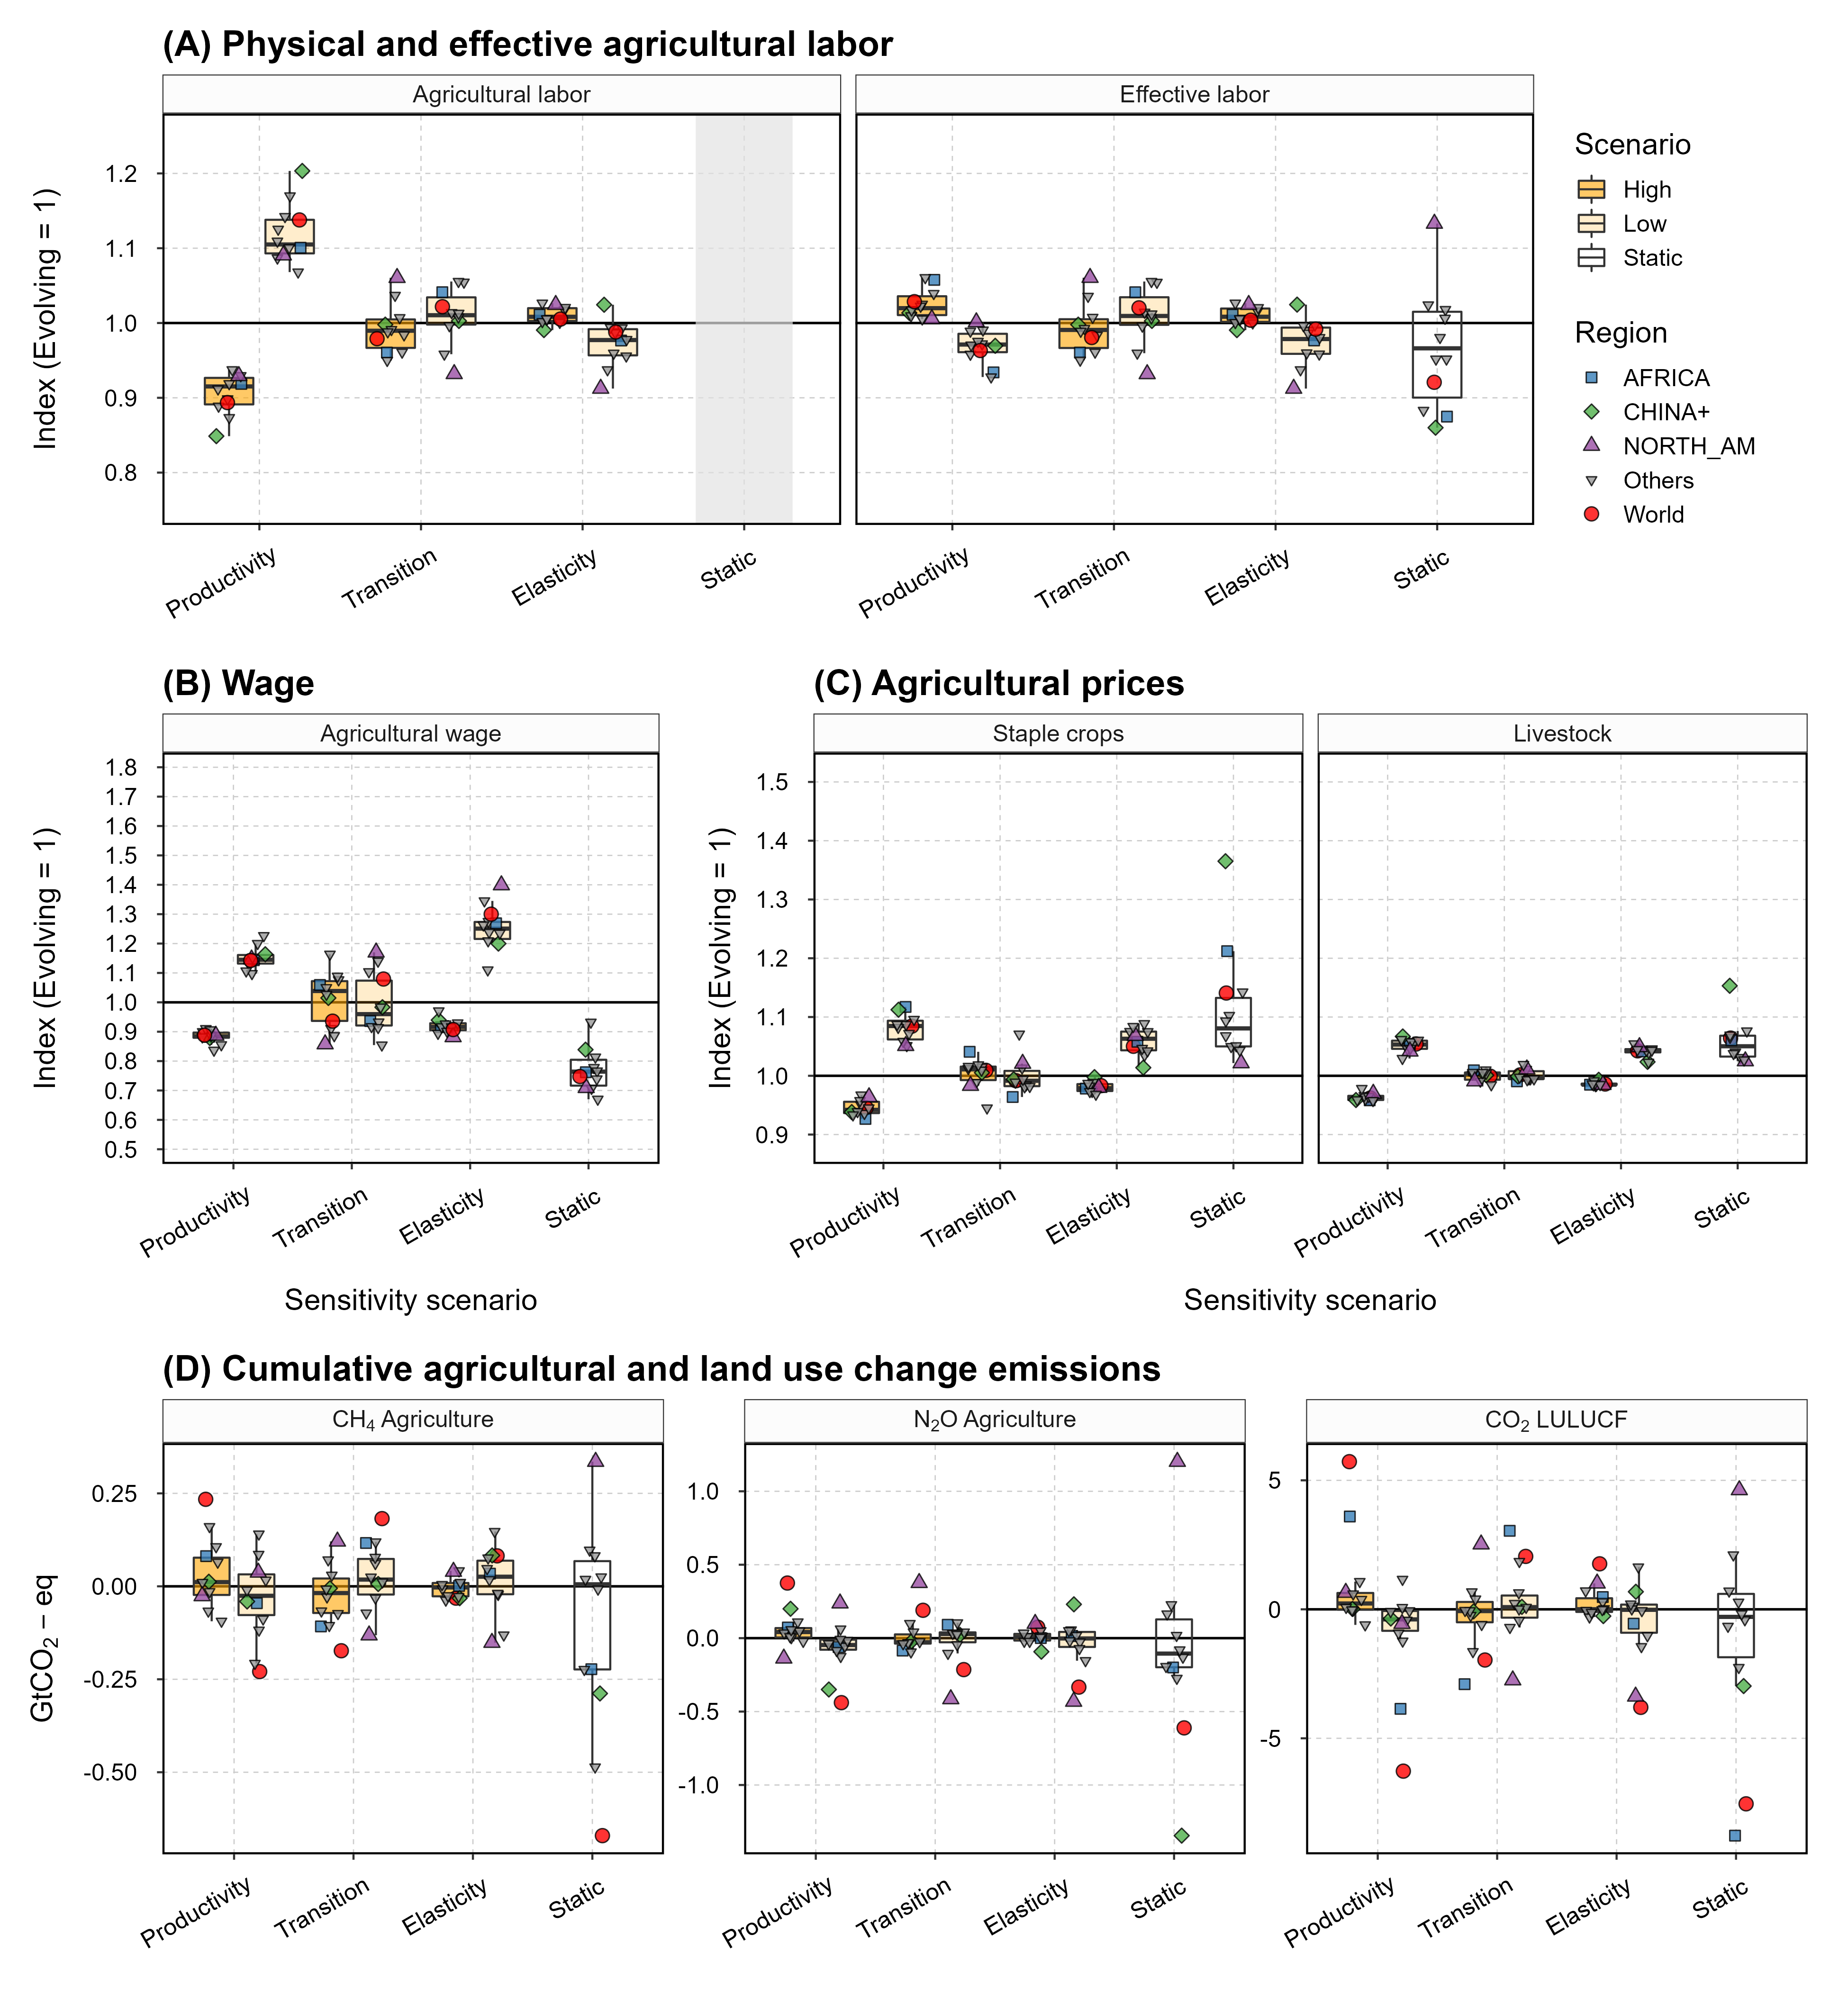 (A) Physical and effective agricultural labor
Agricultural labor
Effective labor
Index (Evolving = 1)
1.2
1.1
1.0
0.9
0.8
Productivity
Transition
Elasticity
Static
Productivity
Transition
Elasticity
Static
Scenario
High
Low
Static
Region
AFRICA
CHINA+
NORTH_AM
Others
World
(B) Wage
Agricultural wage
Index (Evolving = 1)
1.8
1.7
1.6
1.5
1.4
1.3
1.2
1.1
1.0
0.9
0.8
0.7
0.6
0.5
Productivity
Transition
Elasticity
Static
Sensitivity scenario
(C) Agricultural prices
Staple crops
Livestock
Index (Evolving = 1)
1.5
1.4
1.3
1.2
1.1
1.0
0.9
Productivity
Transition
Elasticity
Static
Productivity
Transition
Elasticity
Static
Sensitivity scenario
(D) Cumulative agricultural and land use change emissions
CH₄ Agriculture
N₂O Agriculture
CO₂ LULUCF
GtCO₂ − eq
0.25
0.00
-0.25
-0.50
Productivity
Transition
Elasticity
Static
1.0
0.5
0.0
-0.5
-1.0
Productivity
Transition
Elasticity
Static
5
0
-5
Productivity
Transition
Elasticity
Static